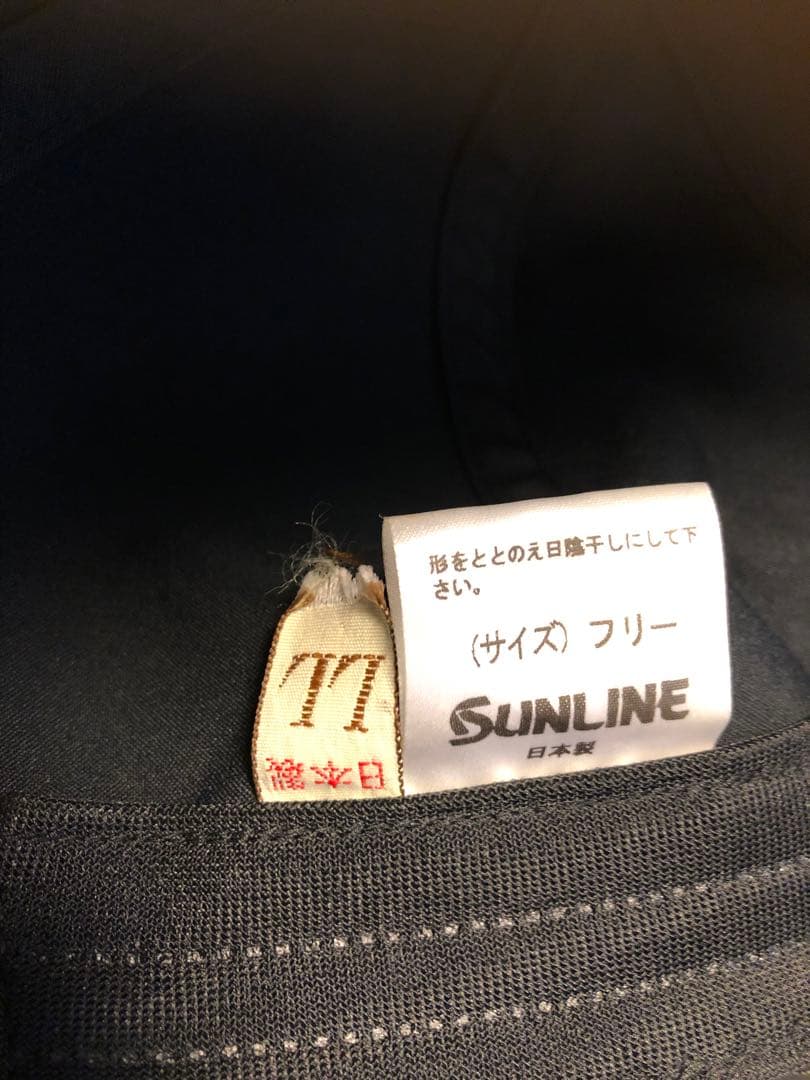 形をととのえ日陰干しにして下
さい。
(サイズ) フリー
SUNLINE
日本製
LL
日本製